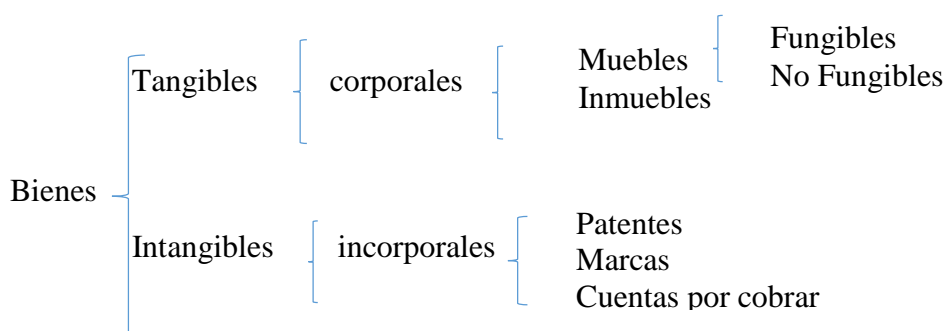 Bienes
Tangibles
corporales
Muebles
Inmuebles
Fungibles
No Fungibles
Intangibles
incorporales
Patentes
Marcas
Cuentas por cobrar